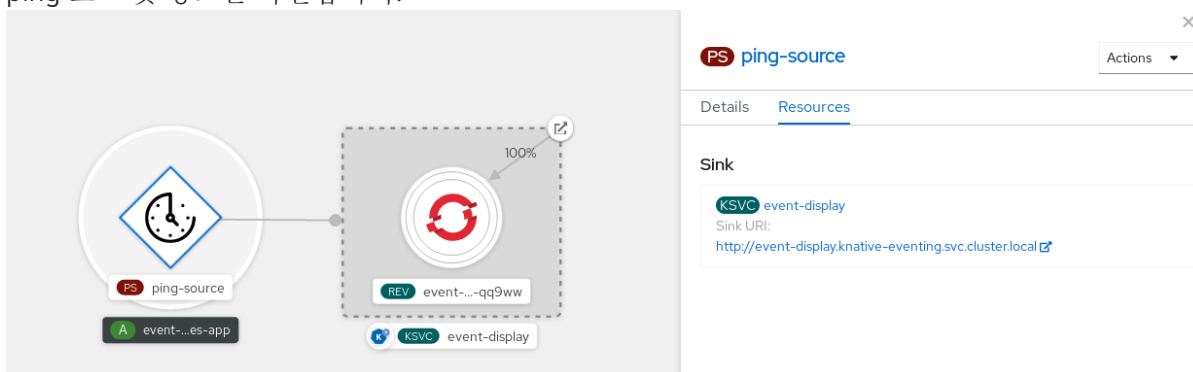 ping
100%
PS ping-source
A event-...es-app
REV event-...-qq9ww
KSVC event-display
PS ping-source
Actions
Details Resources
Sink
KSVC event-display
Sink URI:
http://event-display.knative-eventing.svc.cluster.local